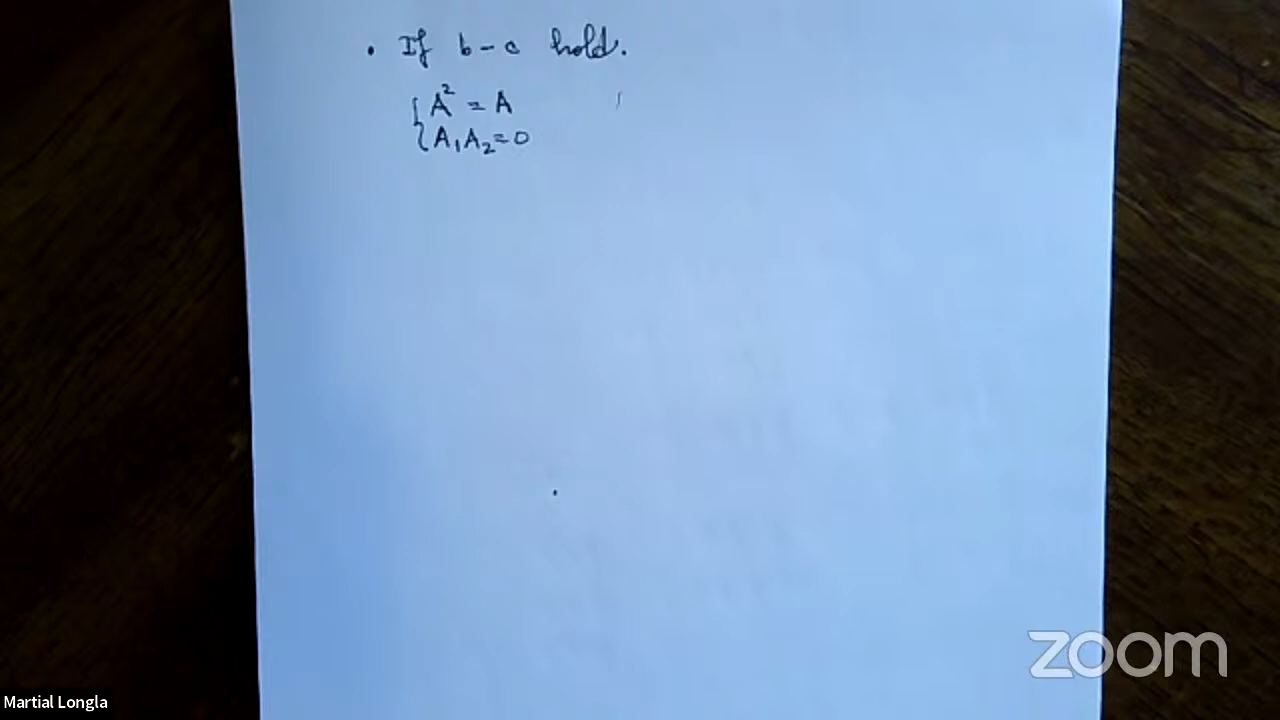 • If b-c hold.
A² = A
A₁A₂=0
zoom
Martial Longla